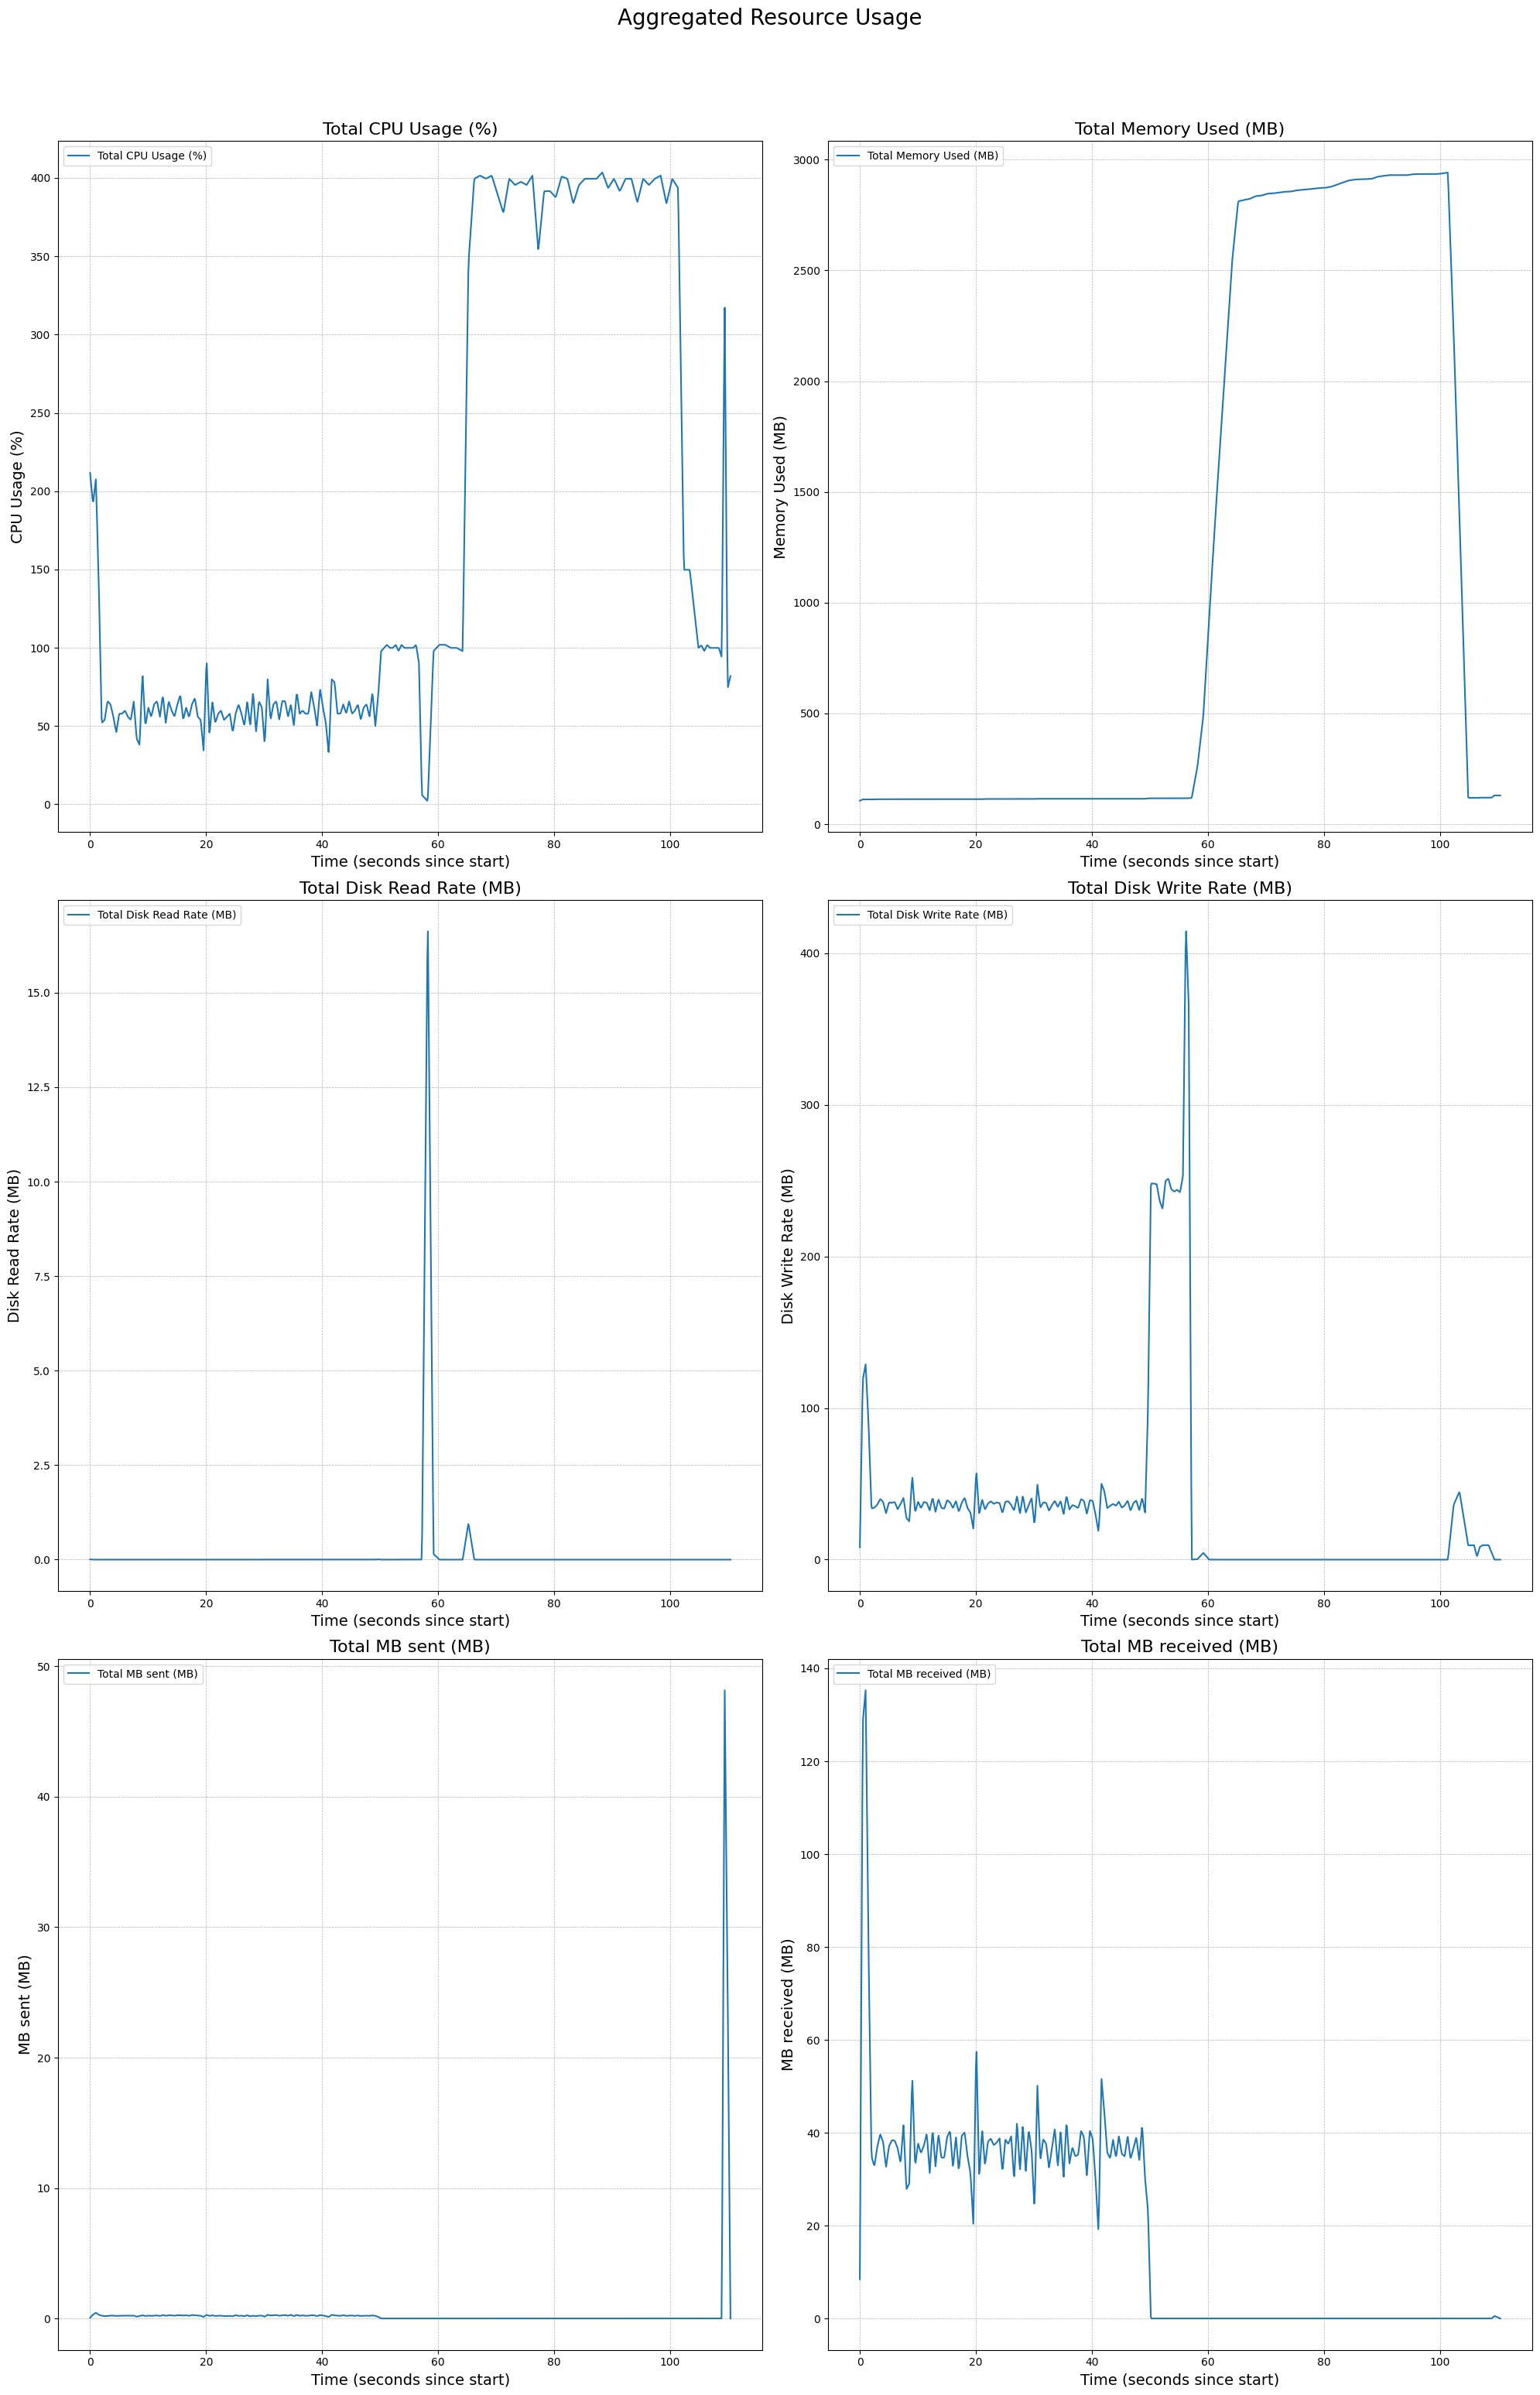 Aggregated Resource Usage
Total CPU Usage (%)
Total CPU Usage (%)
400
350
300
250
200
150
100
50
0
CPU Usage (%)
0 20 40 60 80 100
Time (seconds since start)
Total Memory Used (MB)
Total Memory Used (MB)
3000
2500
2000
1500
1000
500
0
Memory Used (MB)
0 20 40 60 80 100
Time (seconds since start)
Total Disk Read Rate (MB)
Total Disk Read Rate (MB)
15.0
12.5
10.0
7.5
5.0
2.5
0.0
Disk Read Rate (MB)
0 20 40 60 80 100
Time (seconds since start)
Total Disk Write Rate (MB)
Total Disk Write Rate (MB)
400
300
200
100
0
Disk Write Rate (MB)
0 20 40 60 80 100
Time (seconds since start)
Total MB sent (MB)
Total MB sent (MB)
50
40
30
20
10
0
MB sent (MB)
0 20 40 60 80 100
Time (seconds since start)
Total MB received (MB)
Total MB received (MB)
140
120
100
80
60
40
20
0
MB received (MB)
0 20 40 60 80 100
Time (seconds since start)